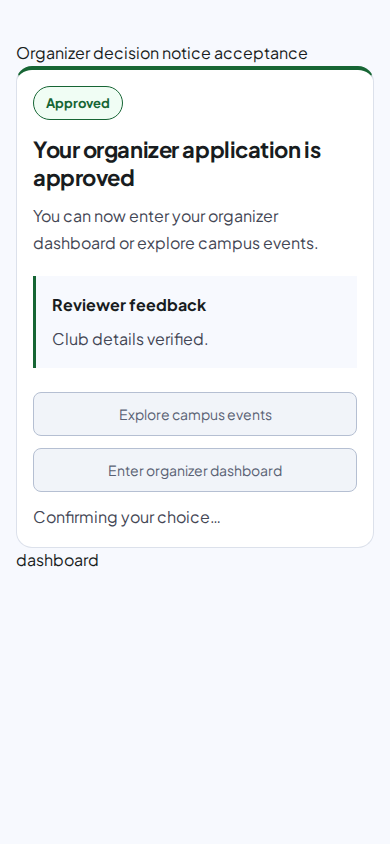 Organizer decision notice acceptance
Approved
Your organizer application is
approved
You can now enter your organizer
dashboard or explore campus events.
Reviewer feedback
Club details verified.
Explore campus events
Enter organizer dashboard
Confirming your choice…
dashboard